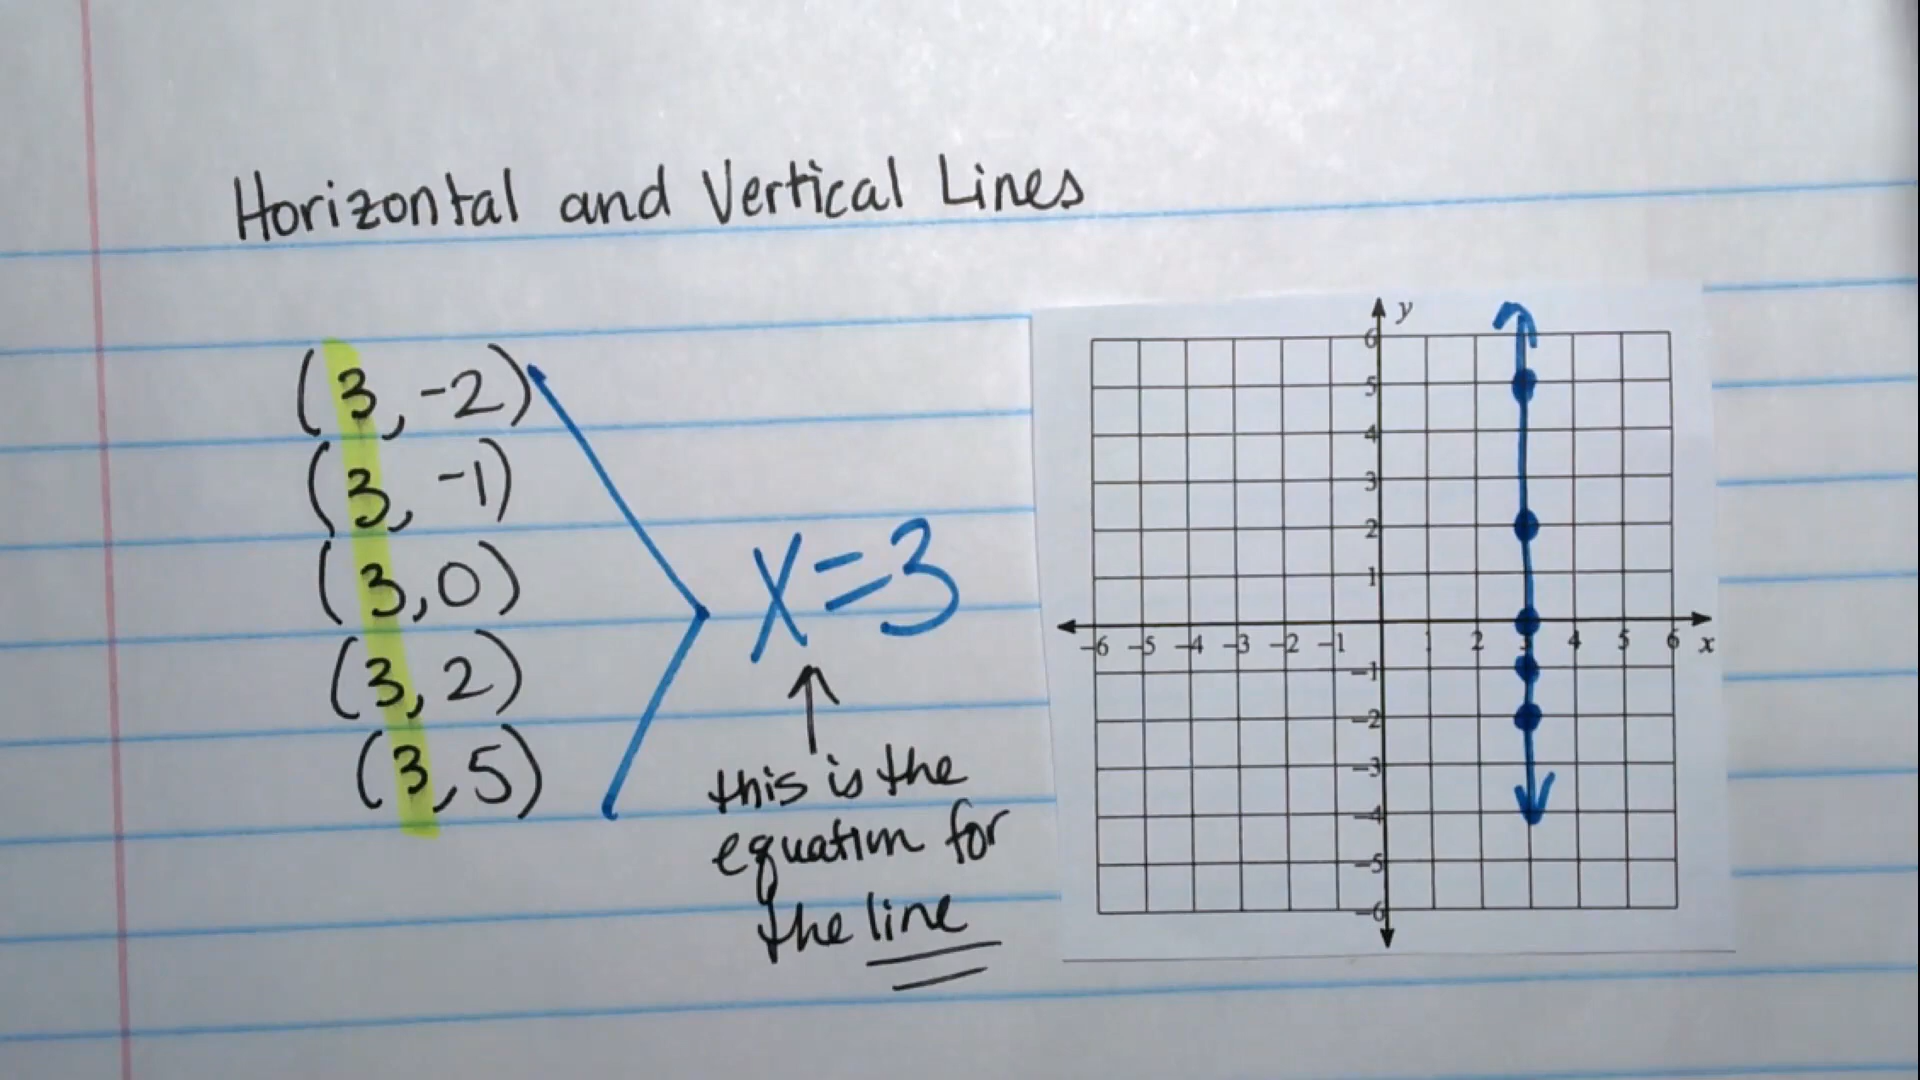 Horizontal and Vertical Lines
(3, -2)
(3, -1)
(3, 0)
(3, 2)
(3, 5)
X=3
this is the
equation for
the line
y
6
5
4
3
2
1
-6 -5 -4 -3 -2 -1 1 2 3 4 5 6 x
-1
-2
-3
-4
-5
-6